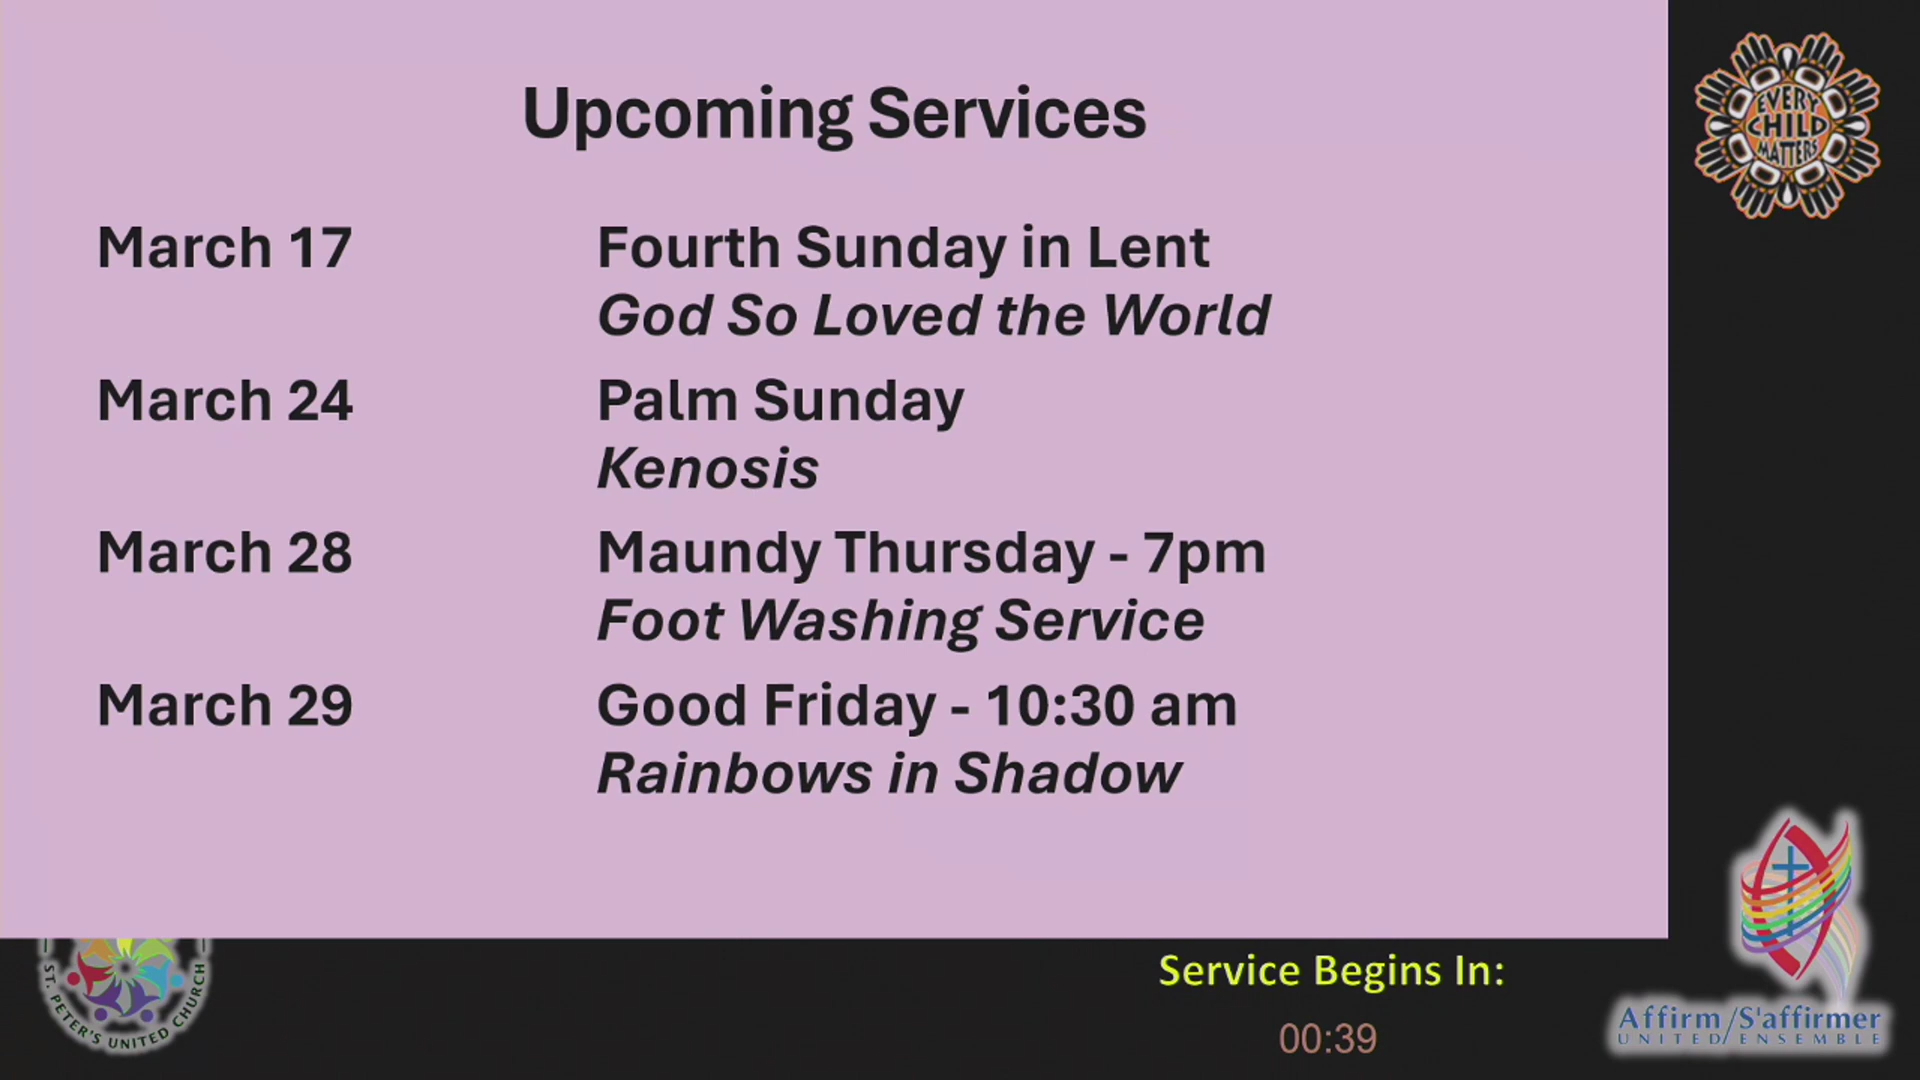 Upcoming Services
March 17 Fourth Sunday in Lent
God So Loved the World
March 24 Palm Sunday
Kenosis
March 28 Maundy Thursday - 7pm
Foot Washing Service
March 29 Good Friday - 10:30 am
Rainbows in Shadow
EVERY
CHILD
MATTERS
ST. PETER'S UNITED CHURCH
Service Begins In:
00:39
Affirm/S'affirmer
UNITED/ENSEMBLE